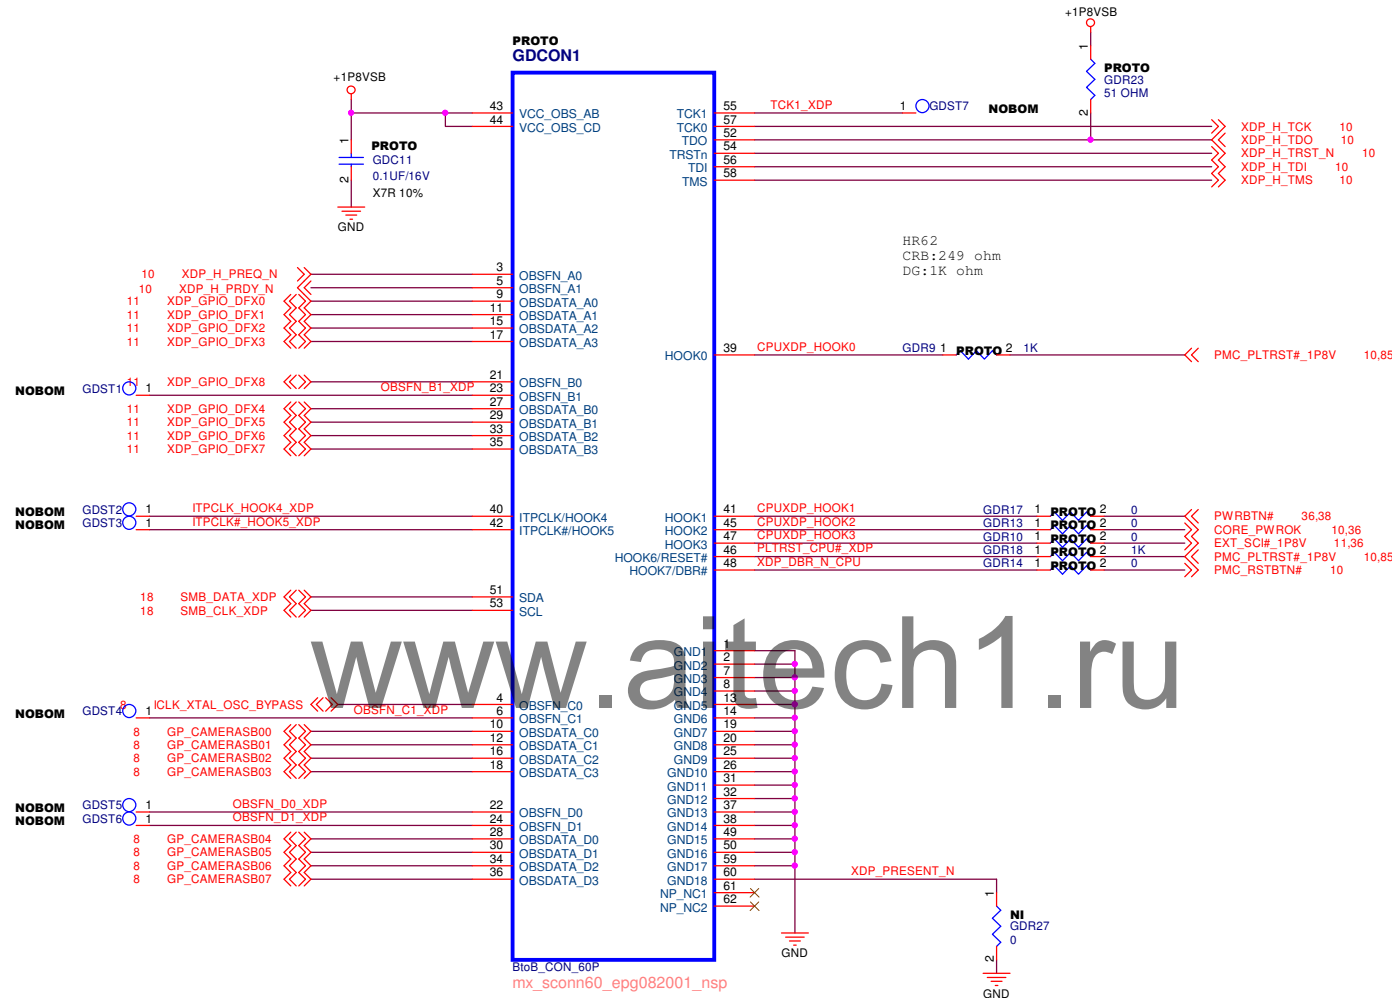 +1P8VSB
PROTO
GDCON1
PROTO
GDR23
51 OHM
1
2
+1P8VSB
1
2
PROTO
GDC11
0.1UF/16V
X7R 10%
GND
43 VCC_OBS_AB
44 VCC_OBS_CD
TCK1 55 TCK1_XDP 1 GDST7 NOBOM
TCK0 57 XDP_H_TCK 10
TDO 52 XDP_H_TDO 10
TRSTn 54 XDP_H_TRST_N 10
TDI 56 XDP_H_TDI 10
TMS 58 XDP_H_TMS 10
HR62
CRB:249 ohm
DG:1K ohm
10 XDP_H_PREQ_N 3 OBSFN_A0
10 XDP_H_PRDY_N 5 OBSFN_A1
11 XDP_GPIO_DFX0 9 OBSDATA_A0
11 XDP_GPIO_DFX1 11 OBSDATA_A1
11 XDP_GPIO_DFX2 15 OBSDATA_A2
11 XDP_GPIO_DFX3 17 OBSDATA_A3
HOOK0 39 CPUXDP_HOOK0 GDR9 1 PROTO 2 1K PMC_PLTRST#_1P8V 10,85
11 XDP_GPIO_DFX8 21 OBSFN_B0
NOBOM GDST1 1 OBSFN_B1_XDP 23 OBSFN_B1
11 XDP_GPIO_DFX4 27 OBSDATA_B0
11 XDP_GPIO_DFX5 29 OBSDATA_B1
11 XDP_GPIO_DFX6 33 OBSDATA_B2
11 XDP_GPIO_DFX7 35 OBSDATA_B3
NOBOM GDST2 1 ITPCLK_HOOK4_XDP 40 ITPCLK/HOOK4
NOBOM GDST3 1 ITPCLK#_HOOK5_XDP 42 ITPCLK#/HOOK5
HOOK1 41 CPUXDP_HOOK1 GDR17 1 PROTO 2 0 PWRBTN# 36,38
HOOK2 45 CPUXDP_HOOK2 GDR13 1 PROTO 2 0 CORE_PWROK 10,36
HOOK3 47 CPUXDP_HOOK3 GDR10 1 PROTO 2 0 EXT_SCI#_1P8V 11,36
HOOK6/RESET# 46 PLTRST_CPU#_XDP GDR18 1 PROTO 2 1K PMC_PLTRST#_1P8V 10,85
HOOK7/DBR# 48 XDP_DBR_N_CPU GDR14 1 PROTO 2 0 PMC_RSTBTN# 10
18 SMB_DATA_XDP 51 SDA
18 SMB_CLK_XDP 53 SCL
www.aitech1.ru
8 ICLK_XTAL_OSC_BYPASS 4 OBSFN_C0
NOBOM GDST4 1 OBSFN_C1_XDP 6 OBSFN_C1
8 GP_CAMERASB00 10 OBSDATA_C0
8 GP_CAMERASB01 12 OBSDATA_C1
8 GP_CAMERASB02 16 OBSDATA_C2
8 GP_CAMERASB03 18 OBSDATA_C3
NOBOM GDST5 1 OBSFN_D0_XDP 22 OBSFN_D0
NOBOM GDST6 1 OBSFN_D1_XDP 24 OBSFN_D1
8 GP_CAMERASB04 28 OBSDATA_D0
8 GP_CAMERASB05 30 OBSDATA_D1
8 GP_CAMERASB06 34 OBSDATA_D2
8 GP_CAMERASB07 36 OBSDATA_D3
GND1 1
GND2 2
GND3 7
GND4 8
GND5 13
GND6 14
GND7 19
GND8 20
GND9 25
GND10 26
GND11 31
GND12 32
GND13 37
GND14 38
GND15 49
GND16 50
GND17 59
GND18 60 XDP_PRESENT_N
NP_NC1 61
NP_NC2 62
1
2
NI
GDR27
0
GND
GND
BtoB_CON_60P
mx_sconn60_epg082001_nsp